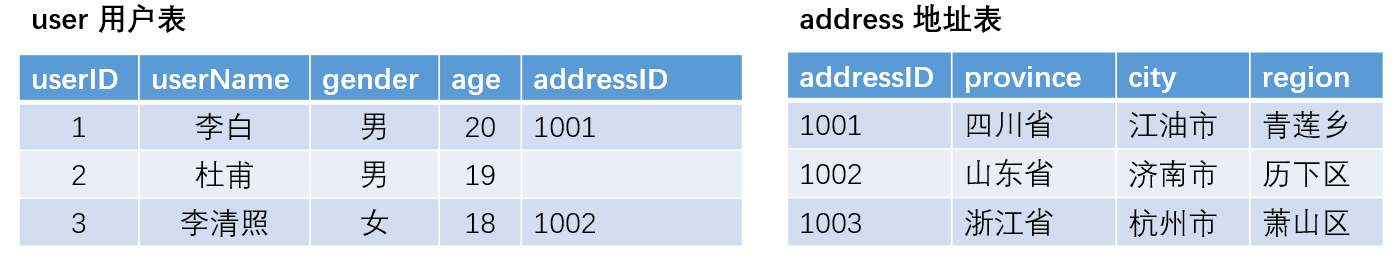 user 用户表
userID userName gender age addressID
1 李白 男 20 1001
2 杜甫 男 19
3 李清照 女 18 1002
address 地址表
addressID province city region
1001 四川省 江油市 青莲乡
1002 山东省 济南市 历下区
1003 浙江省 杭州市 萧山区